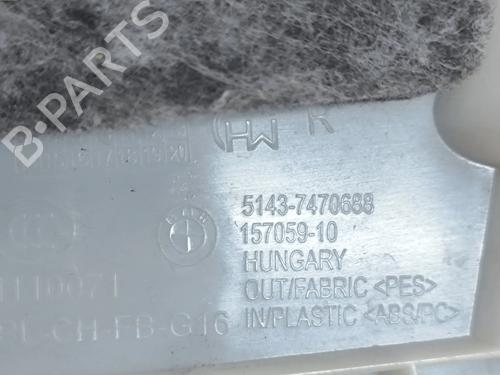 B-PARTS
HW R
5143-7470688
157059-10
HUNGARY
OUT/FABRIC <PES>
IN/PLASTIC <ABS/PC>
-CH-FB-G16